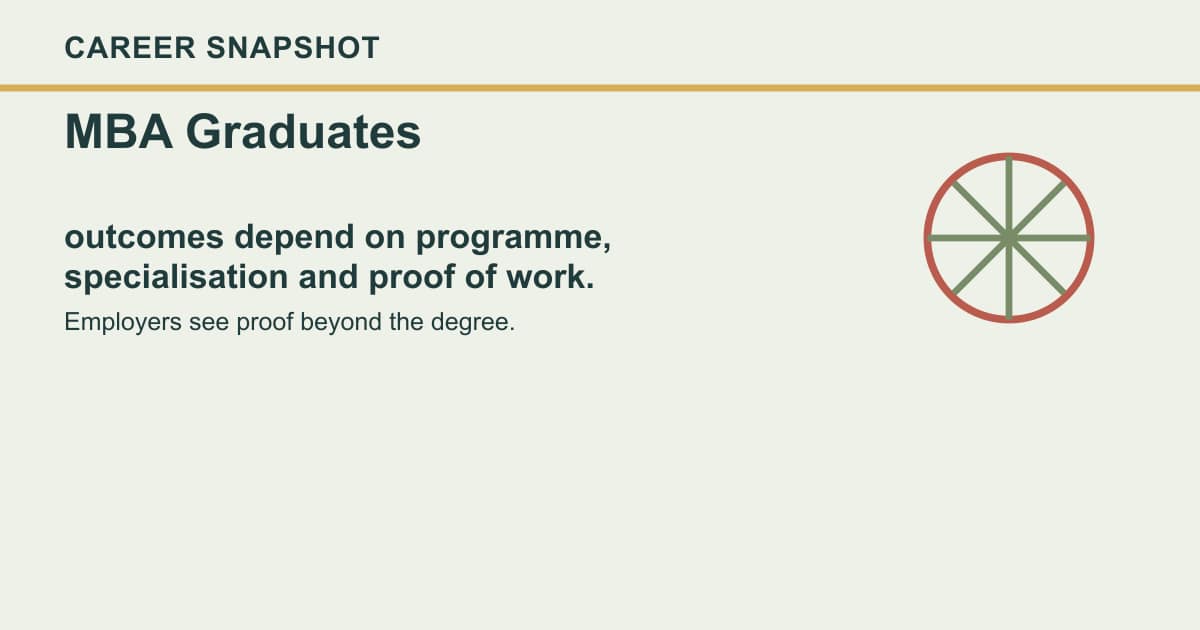 CAREER SNAPSHOT
MBA Graduates
outcomes depend on programme,
specialisation and proof of work.
Employers see proof beyond the degree.